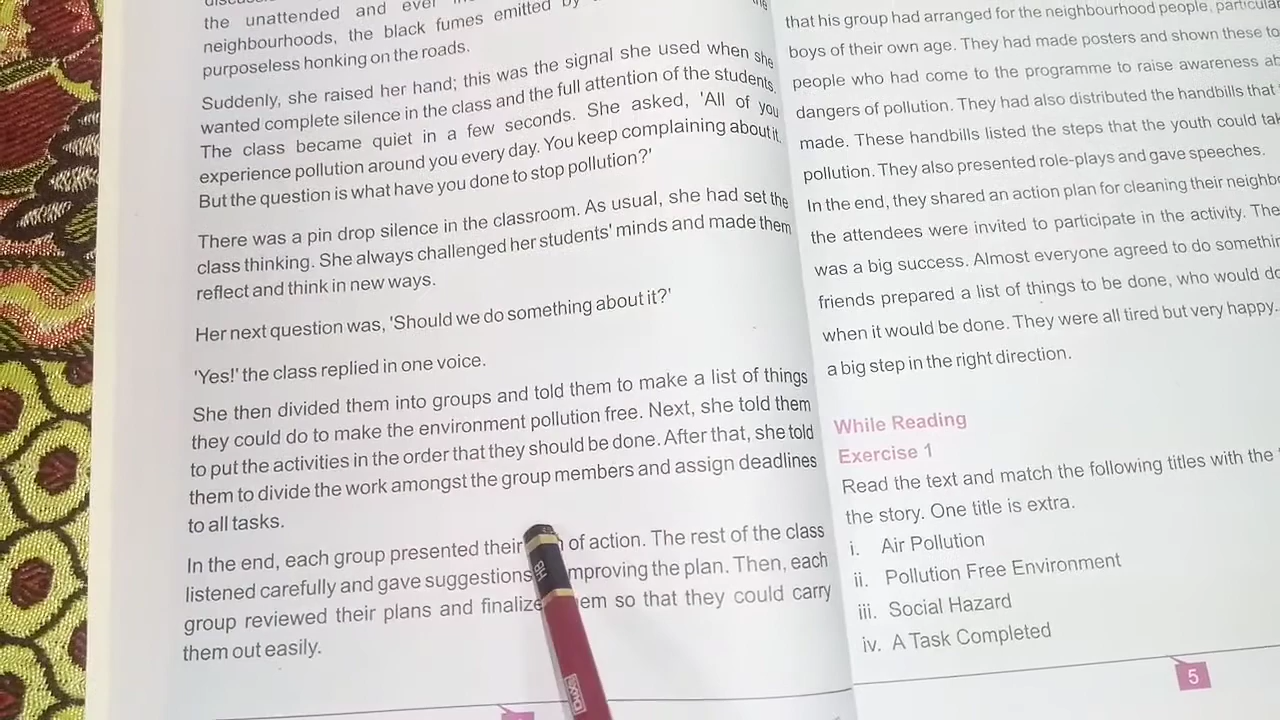 the unattended and
neighbourhoods, the black fumes emitted by
purposeless honking on the roads.
Suddenly, she raised her hand; this was the signal she used when she
wanted complete silence in the class and the full attention of the students.
The class became quiet in a few seconds. She asked, 'All of you
experience pollution around you every day. You keep complaining about it.
But the question is what have you done to stop pollution?'
There was a pin drop silence in the classroom. As usual, she had set the
class thinking. She always challenged her students' minds and made them
reflect and think in new ways.
Her next question was, 'Should we do something about it?'
'Yes!' the class replied in one voice.
She then divided them into groups and told them to make a list of things
they could do to make the environment pollution free. Next, she told them
to put the activities in the order that they should be done. After that, she told
them to divide the work amongst the group members and assign deadlines
to all tasks.
In the end, each group presented their of action. The rest of the class
listened carefully and gave suggestions improving the plan. Then, each
group reviewed their plans and so that they could carry
them out easily.
that his group had arranged for the neighbourhood people,
boys of their own age. They had made posters and shown these to
people who had come to the programme to raise awareness
dangers of pollution. They had also distributed the handbills that
made. These handbills listed the steps that the youth could
pollution. They also presented role-plays and gave speeches.
In the end, they shared an action plan for cleaning their
the attendees were invited to participate in the activity.
was a big success. Almost everyone agreed to do
friends prepared a list of things to be done, who would
when it would be done. They were all tired but very happy.
a big step in the right direction.
While Reading
Exercise 1
Read the text and match the following titles with the
the story. One title is extra.
i. Air Pollution
ii. Pollution Free Environment
iii. Social Hazard
iv. A Task Completed
5
HB